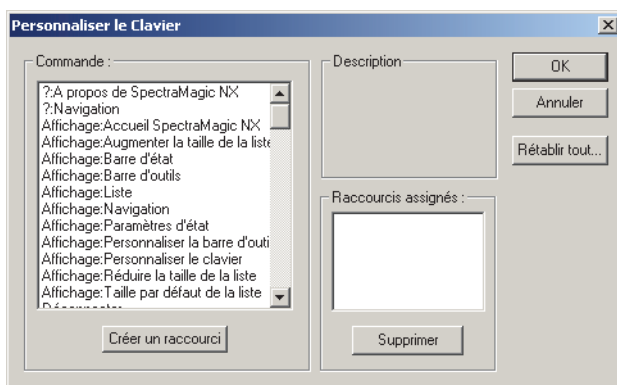 Personnaliser le Clavier
Commande :
?:A propos de SpectraMagic NX
?:Navigation
Affichage:Accueil SpectraMagic NX
Affichage:Augmenter la taille de la liste
Affichage:Barre d'état
Affichage:Barre d'outils
Affichage:Liste
Affichage:Navigation
Affichage:Paramètres d'état
Affichage:Personnaliser la barre d'outi
Affichage:Personnaliser le clavier
Affichage:Réduire la taille de la liste
Affichage:Taille par défaut de la liste
Créer un raccourci
Description
Raccourcis assignés :
Supprimer
OK
Annuler
Rétablir tout...